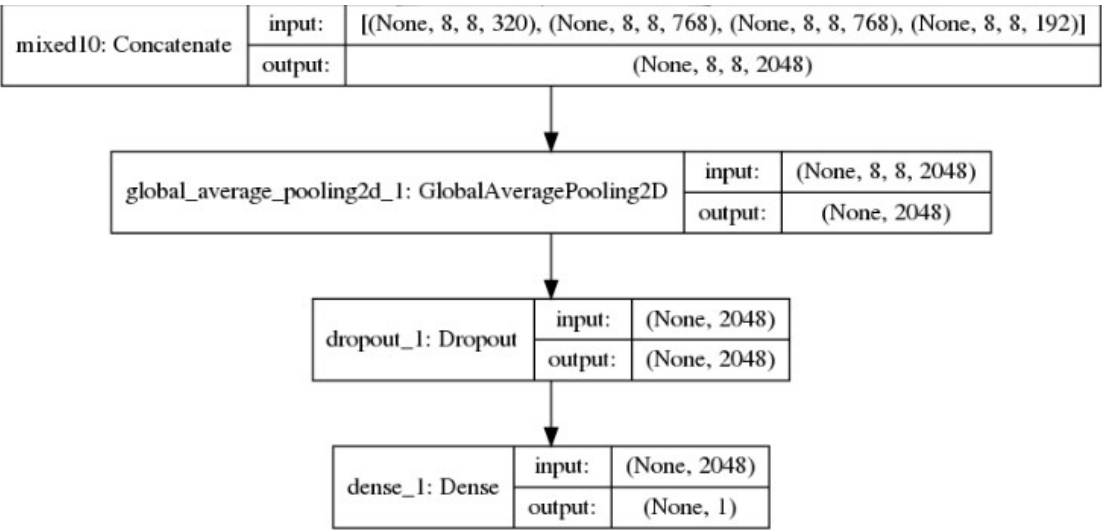 mixed10: Concatenate
input: [(None, 8, 8, 320), (None, 8, 8, 768), (None, 8, 8, 768), (None, 8, 8, 192)]
output: (None, 8, 8, 2048)
global_average_pooling2d_1: GlobalAveragePooling2D
input: (None, 8, 8, 2048)
output: (None, 2048)
dropout_1: Dropout
input: (None, 2048)
output: (None, 2048)
dense_1: Dense
input: (None, 2048)
output: (None, 1)